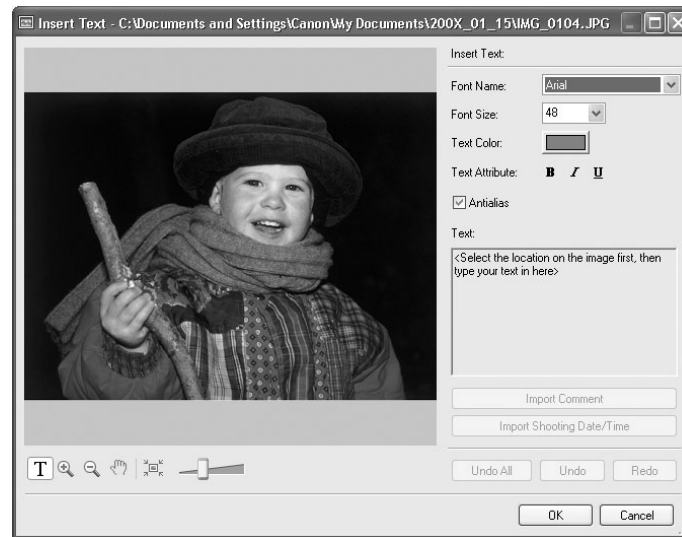 Insert Text - C:\Documents and Settings\Canon\My Documents\200X_01_15\IMG_0104.JPG
Insert Text:
Font Name: Arial
Font Size: 48
Text Color:
Text Attribute: B I U
Antialias
Text:
<Select the location on the image first, then
type your text in here>
Import Comment
Import Shooting Date/Time
T
Undo All Undo Redo
OK Cancel